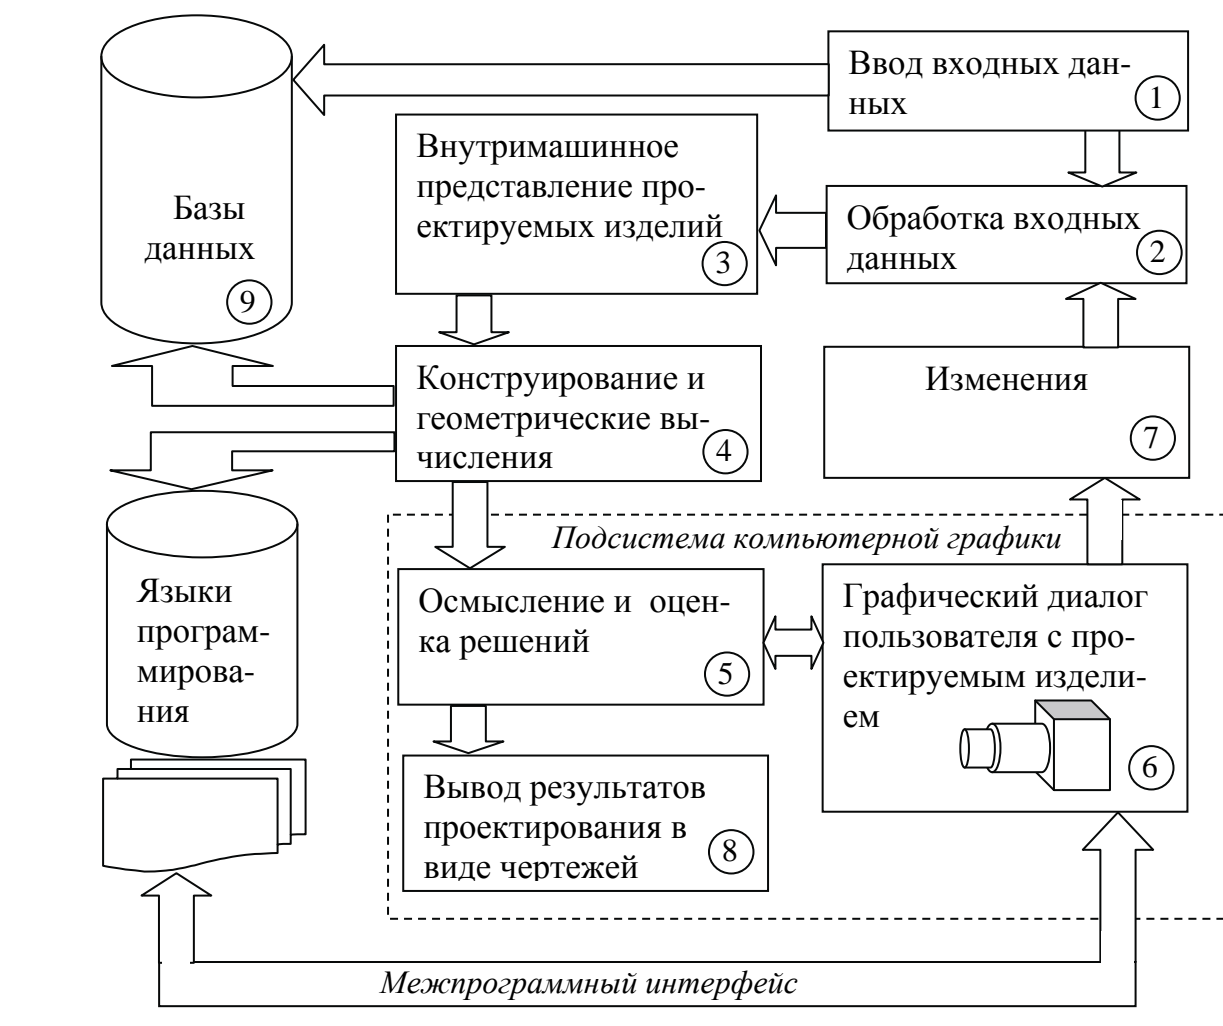 Ввод входных дан-
ных
1
Внутримашинное
представление про-
ектируемых изделий
3
Базы
данных
9
Обработка входных
данных
2
Конструирование и
геометрические вы-
числения
4
Изменения
7
Подсистема компьютерной графики
Языки
програм-
мирова-
ния
Осмысление и оцен-
ка решений
5
Графический диалог
пользователя с про-
ектируемым издели-
ем
6
Вывод результатов
проектирования в
виде чертежей
8
Межпрограммный интерфейс